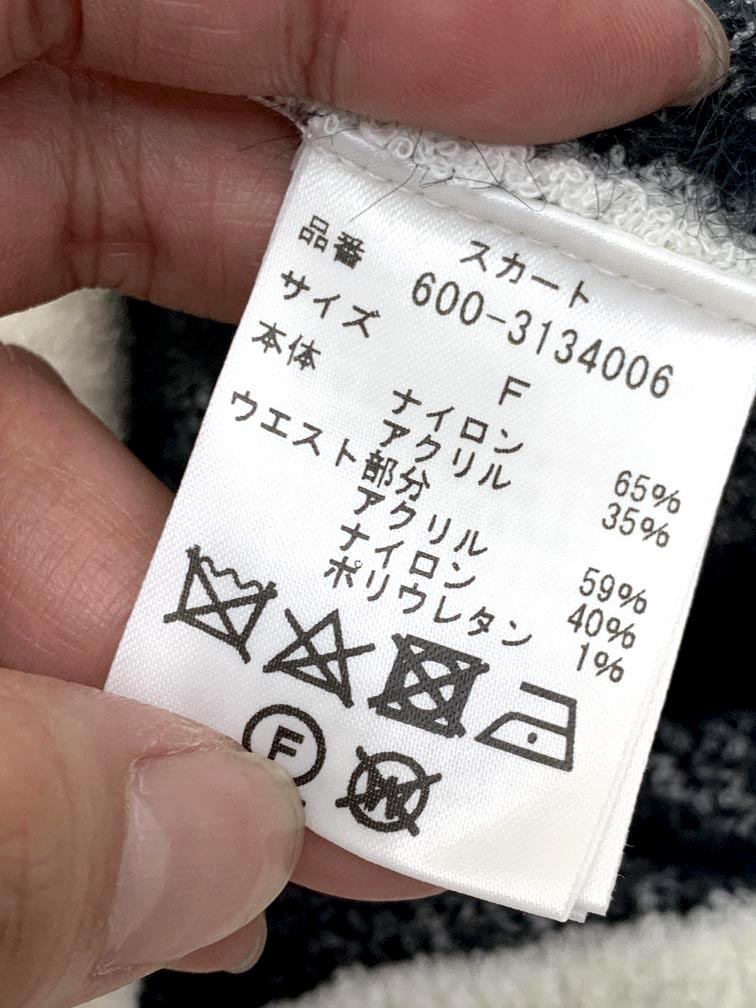 スカート
品番 600-3134006
サイズ F
本体
ナイロン 65%
アクリル 35%
ウエスト部分
アクリル 59%
ナイロン 40%
ポリウレタン 1%
F
W